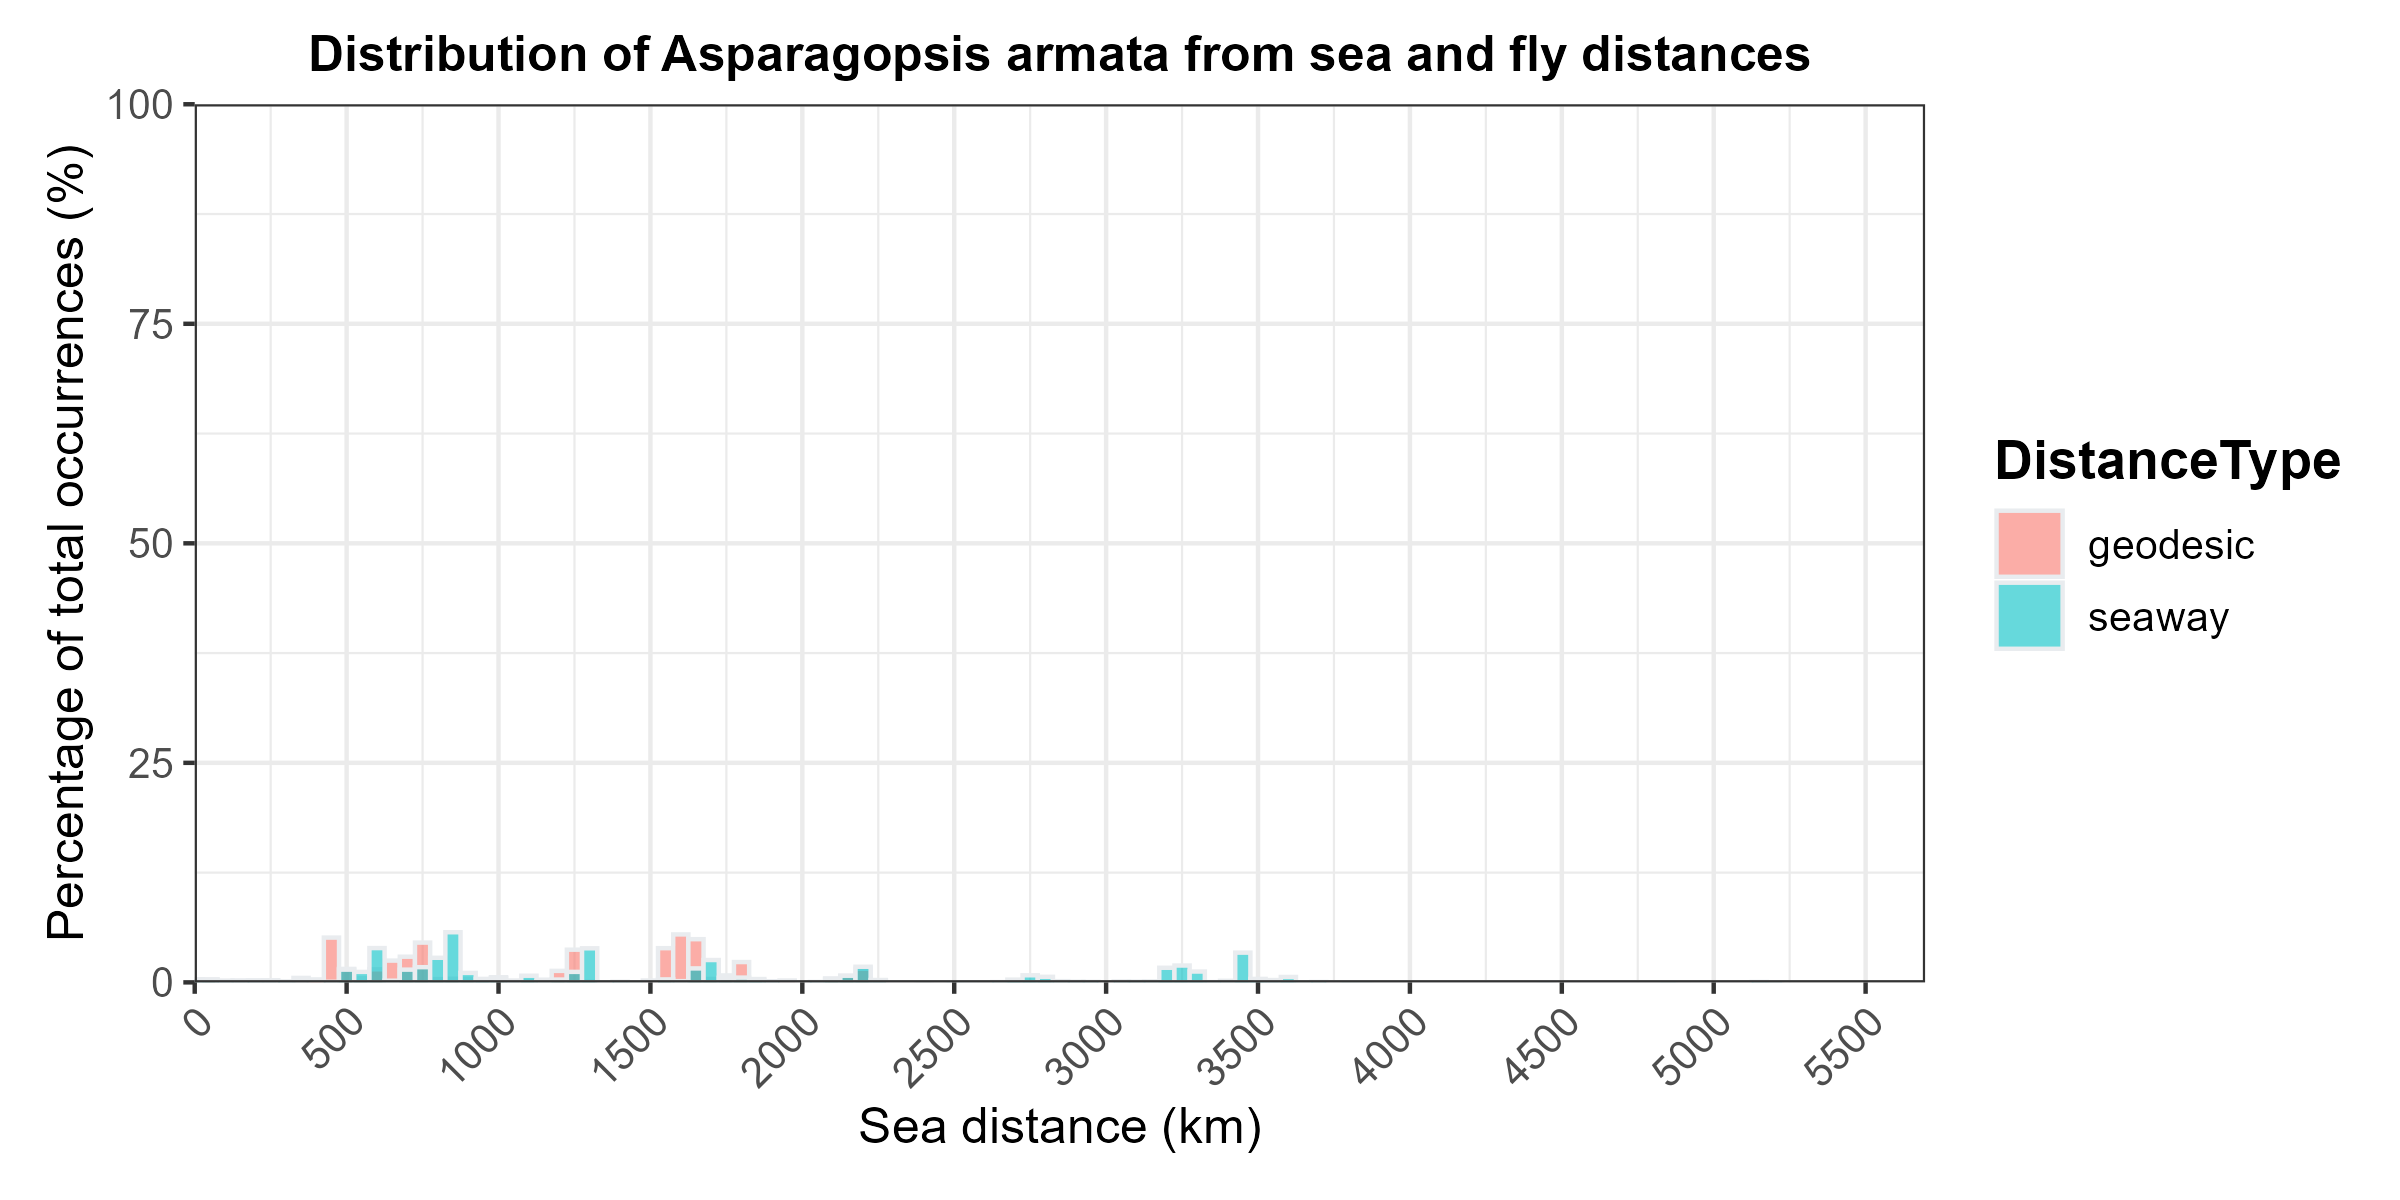 Distribution of Asparagopsis armata from sea and fly distances
Percentage of total occurrences (%)
100
75
50
25
0
0
500
1000
1500
2000
2500
3000
3500
4000
4500
5000
5500
Sea distance (km)
DistanceType
geodesic
seaway